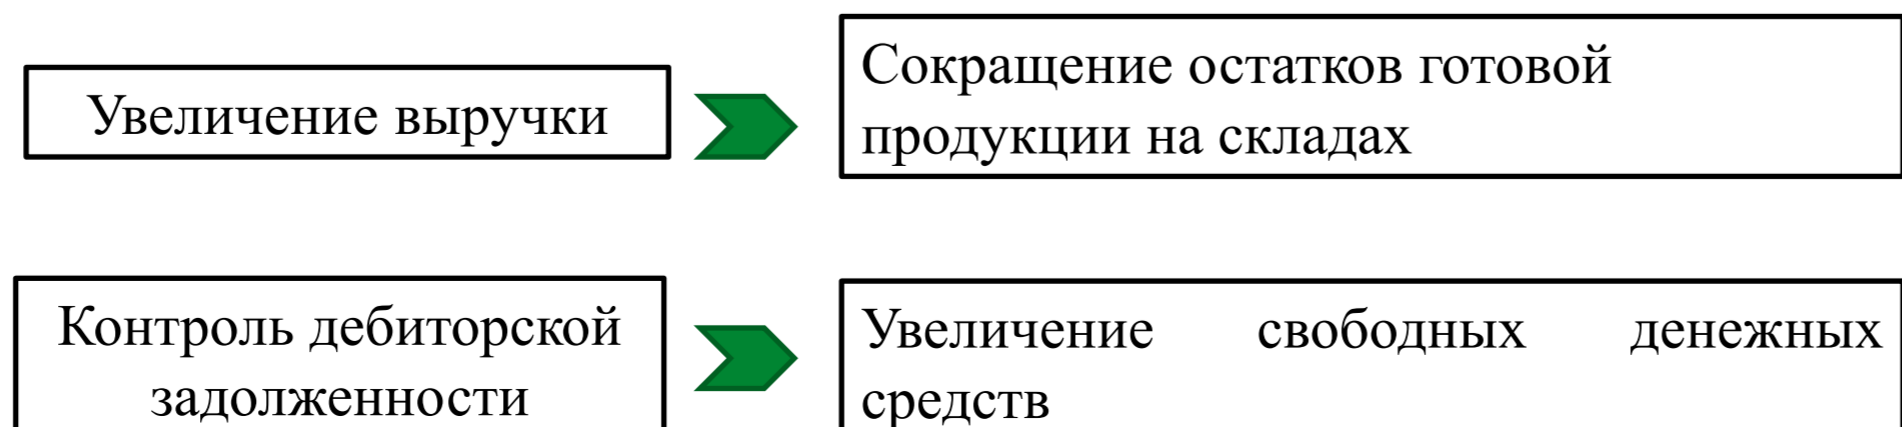 Увеличение выручки
Сокращение остатков готовой
продукции на складах
Контроль дебиторской
задолженности
Увеличение свободных денежных
средств